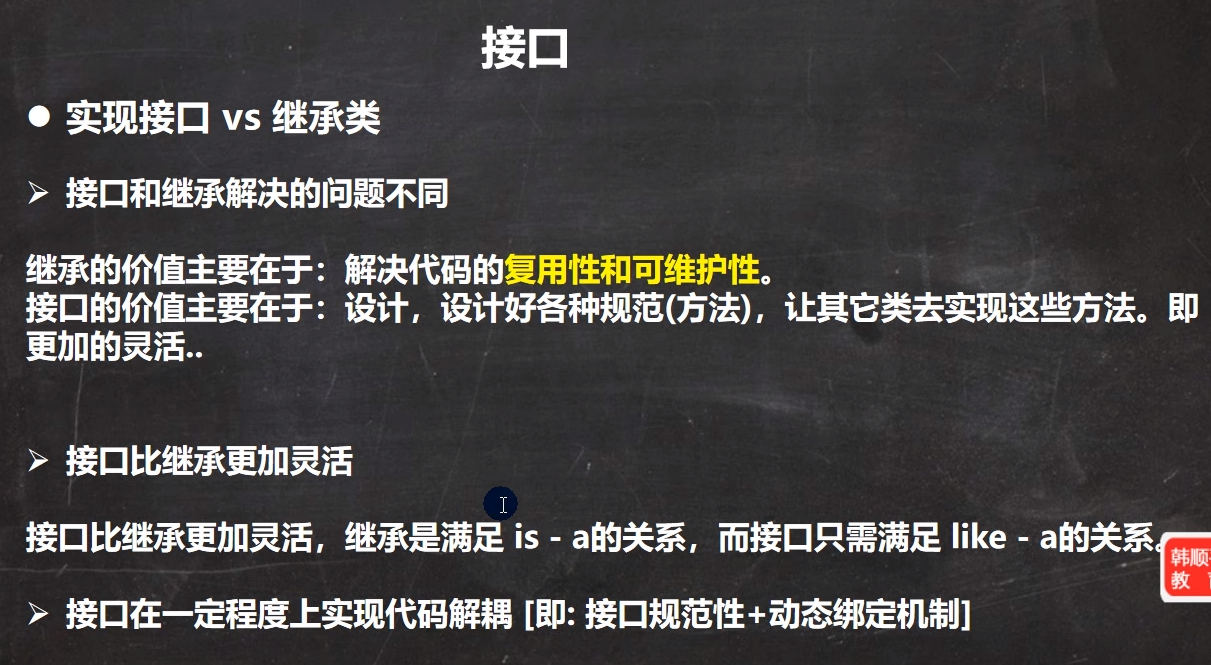 接口
● 实现接口 vs 继承类
➢ 接口和继承解决的问题不同
继承的价值主要在于：解决代码的复用性和可维护性。
接口的价值主要在于：设计，设计好各种规范(方法)，让其它类去实现这些方法。即
更加的灵活..
➢ 接口比继承更加灵活
接口比继承更加灵活，继承是满足 is - a的关系，而接口只需满足 like - a的关系。
韩顺
教
➢ 接口在一定程度上实现代码解耦 [即: 接口规范性+动态绑定机制]